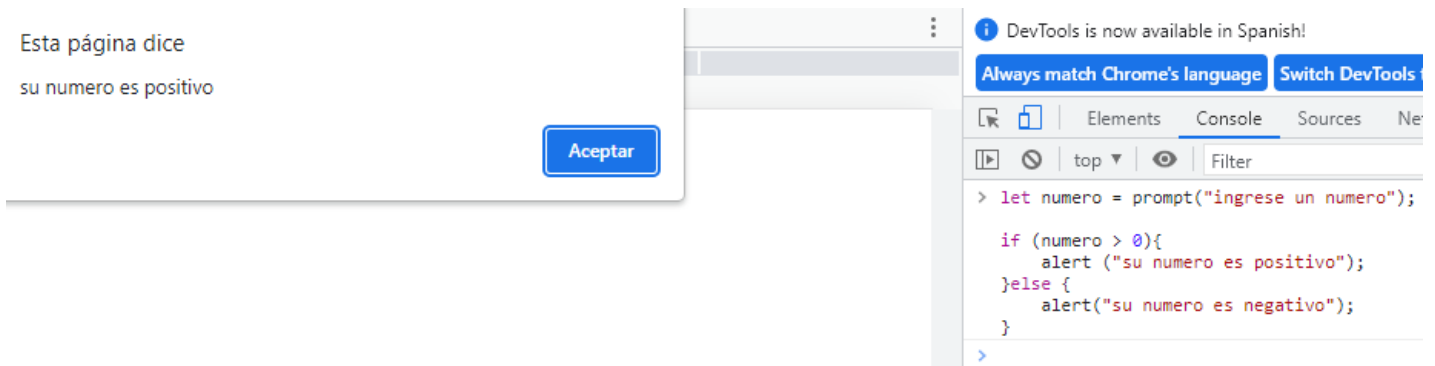 Esta página dice
su numero es positivo
Aceptar
DevTools is now available in Spanish!
Always match Chrome's language
Switch DevTools
Elements
Console
Sources
top
Filter
let numero = prompt("ingrese un numero");
if (numero > 0){
alert ("su numero es positivo");
}else {
alert("su numero es negativo");
}